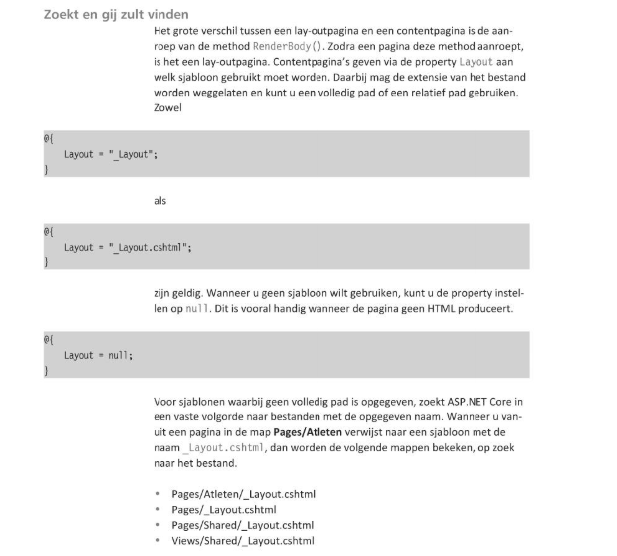 Zoekt en gij zult vinden
Het grote verschil tussen een lay-outpagina en een contentpagina is de aan-
roep van de method RenderBody(). Zodra een pagina deze method aanroept,
is het een lay-outpagina. Contentpagina's geven via de property Layout aan
welk sjabloon gebruikt moet worden. Daarbij mag de extensie van het bestand
worden weggelaten en kunt u een volledig pad of een relatief pad gebruiken.
Zowel
@{
Layout = "_Layout";
}
als
@{
Layout = "_Layout.cshtml";
}
zijn geldig. Wanneer u geen sjabloon wilt gebruiken, kunt u de property instel-
len op null. Dit is vooral handig wanneer de pagina geen HTML produceert.
@{
Layout = null;
}
Voor sjablonen waarbij geen volledig pad is opgegeven, zoekt ASP.NET Core in
een vaste volgorde naar bestanden met de opgegeven naam. Wanneer u van-
uit een pagina in de map Pages/Atleten verwijst naar een sjabloon met de
naam _Layout.cshtml, dan worden de volgende mappen bekeken, op zoek
naar het bestand.
• Pages/Atleten/_Layout.cshtml
• Pages/_Layout.cshtml
• Pages/Shared/_Layout.cshtml
• Views/Shared/_Layout.cshtml